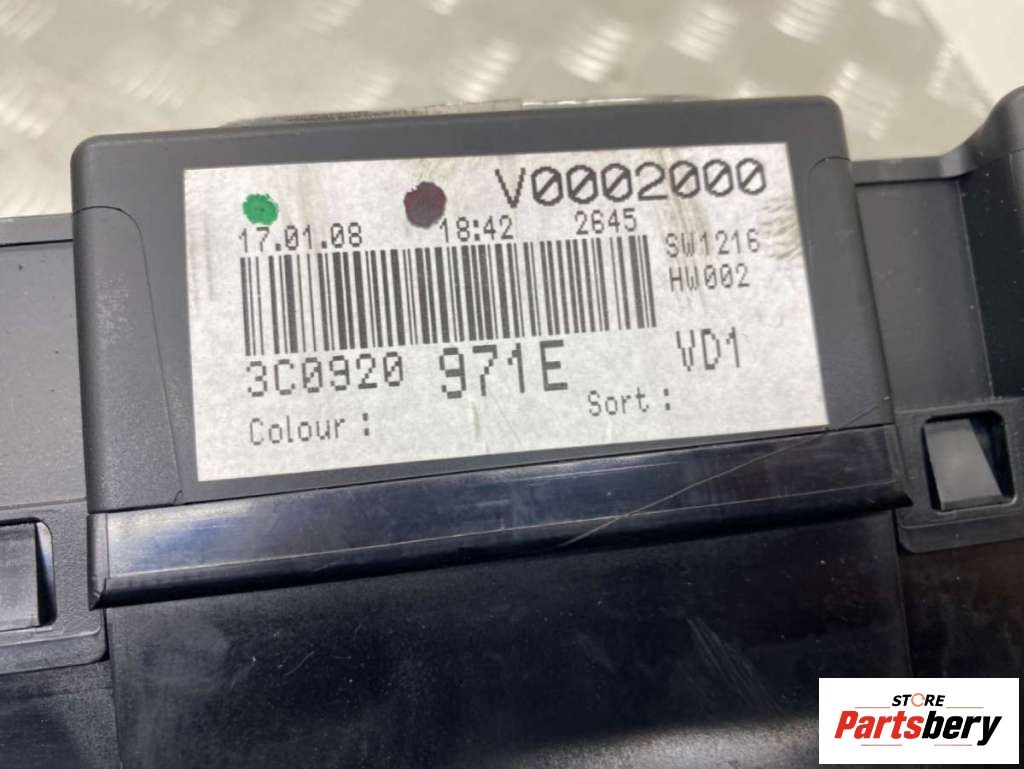 V0002000
17.01.08 18:42 2645
SW1216
HW002
3C0920 971E VD1
Colour : Sort :
STORE
Partsbery